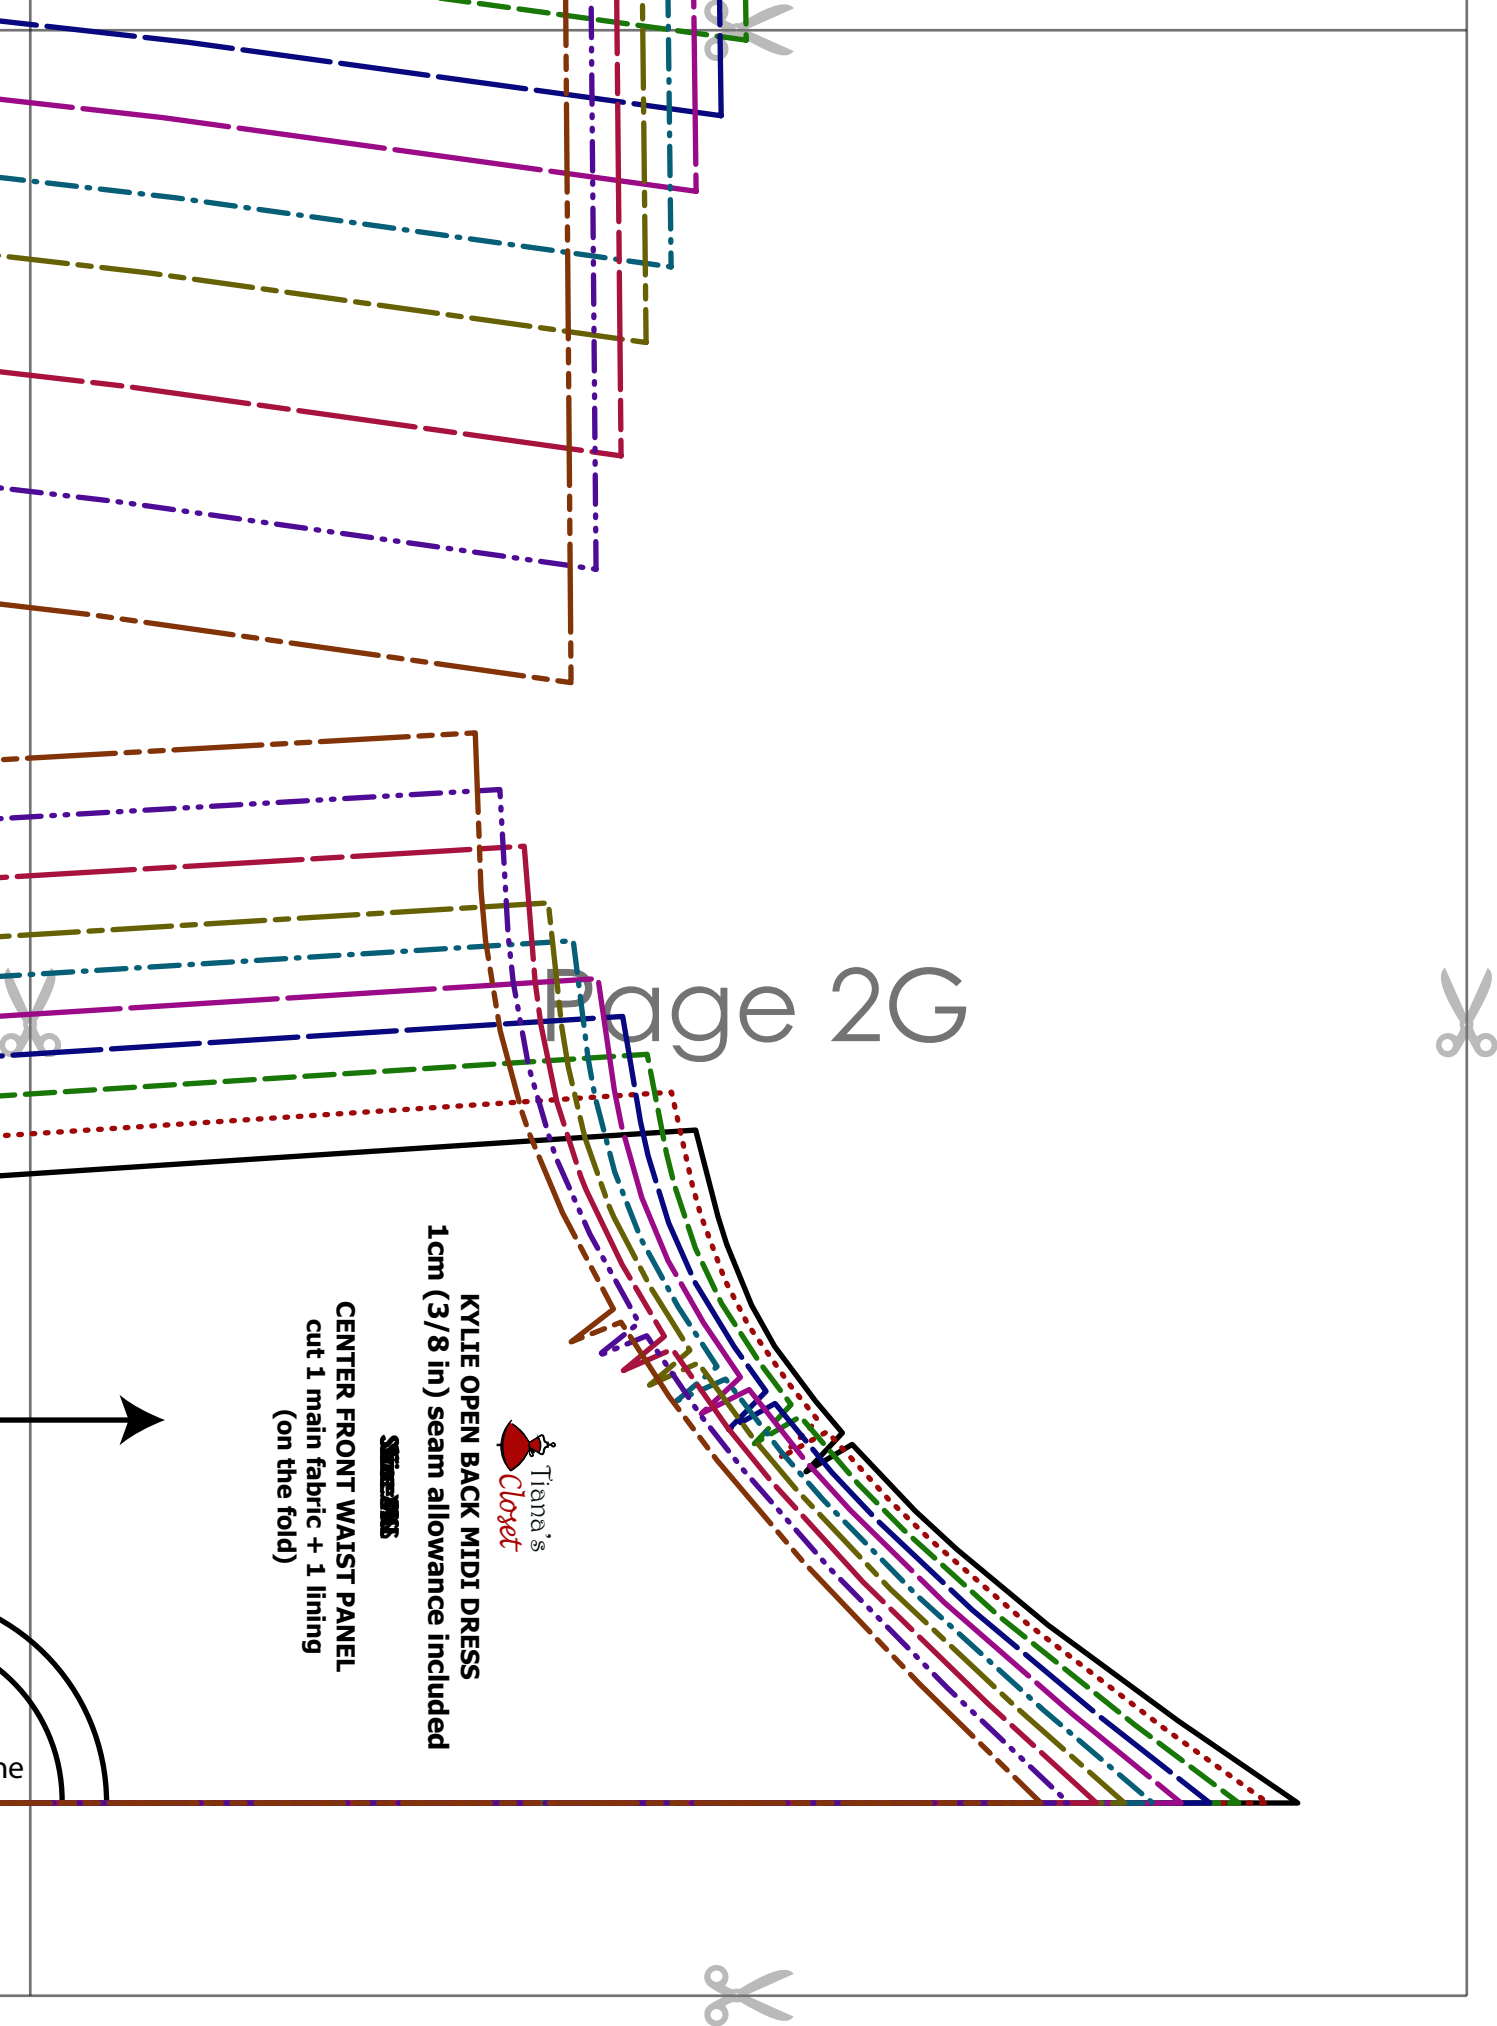 Page 2G
Tiana's
Closet
KYLIE OPEN BACK MIDI DRESS
1cm (3/8 in) seam allowance included
CENTER FRONT WAIST PANEL
cut 1 main fabric + 1 lining
(on the fold)